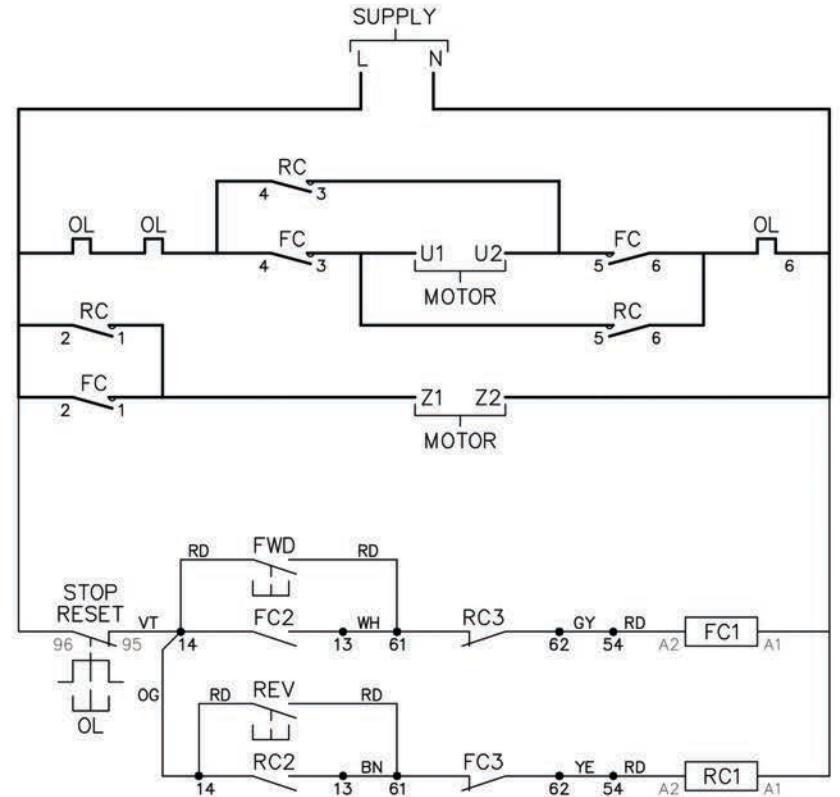 SUPPLY
L N
RC
4 3
OL OL FC U1 U2 FC OL
4 3 5 6 6
MOTOR
RC RC
2 1 5 6
FC Z1 Z2
2 1
MOTOR
RD FWD RD
STOP
RESET VT FC2 WH RC3 GY RD FC1
96 95 14 13 61 62 54 A2 A1
OG RD REV RD
OL
RC2 BN FC3 YE RD RC1
14 13 61 62 54 A2 A1